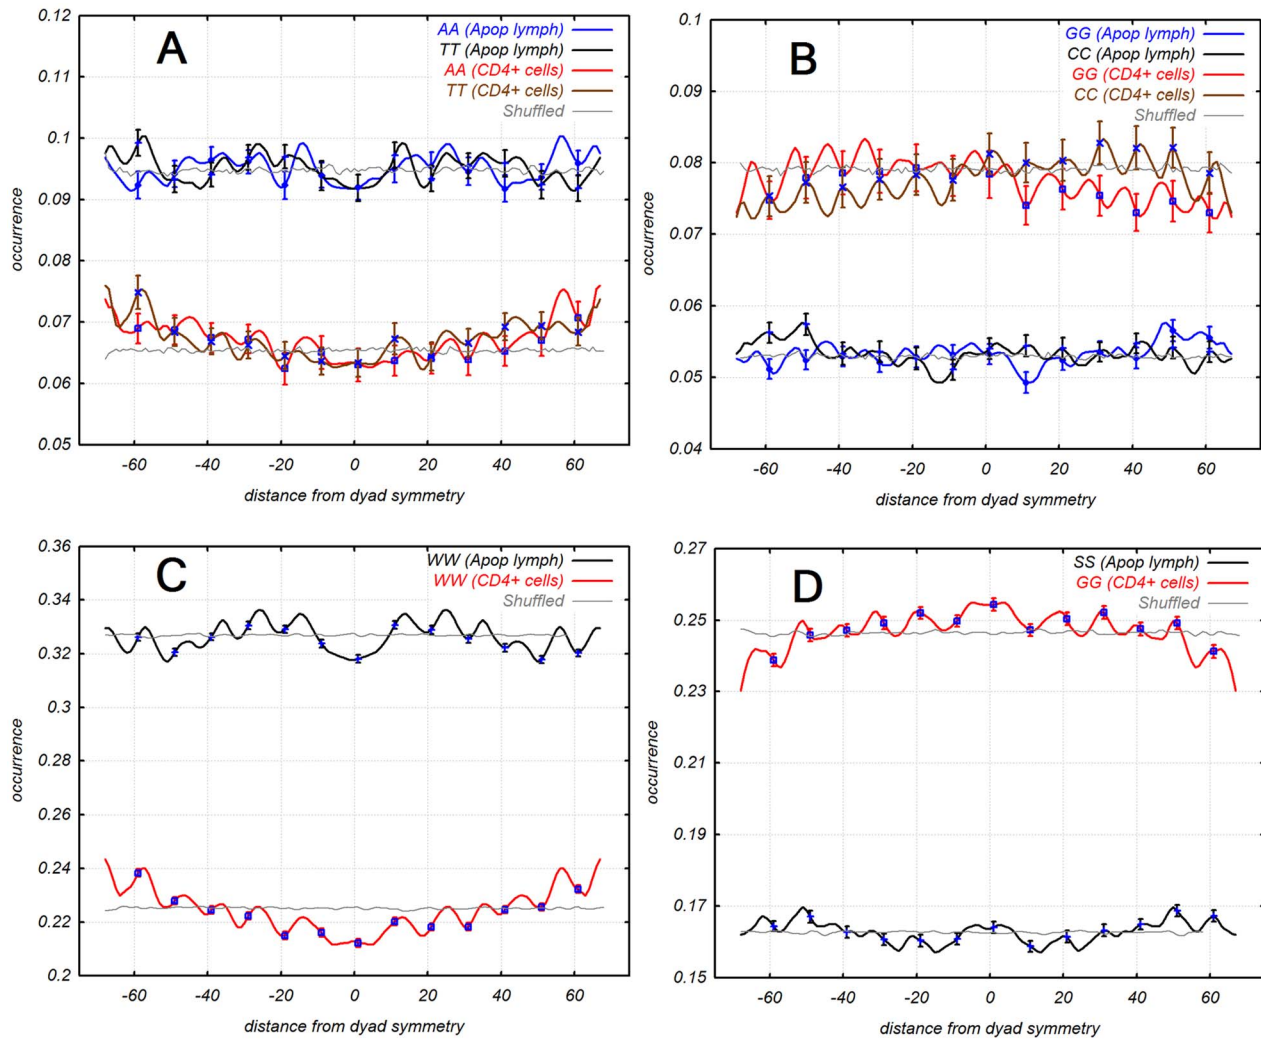 A
AA (Apop lymph)
TT (Apop lymph)
AA (CD4+ cells)
TT (CD4+ cells)
Shuffled
0.12
0.11
0.1
0.09
0.08
0.07
0.06
0.05
occurrence
-60 -40 -20 0 20 40 60
distance from dyad symmetry
B
GG (Apop lymph)
CC (Apop lymph)
GG (CD4+ cells)
CC (CD4+ cells)
Shuffled
0.1
0.09
0.08
0.07
0.06
0.05
0.04
occurrence
-60 -40 -20 0 20 40 60
distance from dyad symmetry
C
WW (Apop lymph)
WW (CD4+ cells)
Shuffled
0.36
0.34
0.32
0.3
0.28
0.26
0.24
0.22
0.2
occurrence
-60 -40 -20 0 20 40 60
distance from dyad symmetry
D
SS (Apop lymph)
GG (CD4+ cells)
Shuffled
0.27
0.25
0.23
0.21
0.19
0.17
0.15
occurrence
-60 -40 -20 0 20 40 60
distance from dyad symmetry